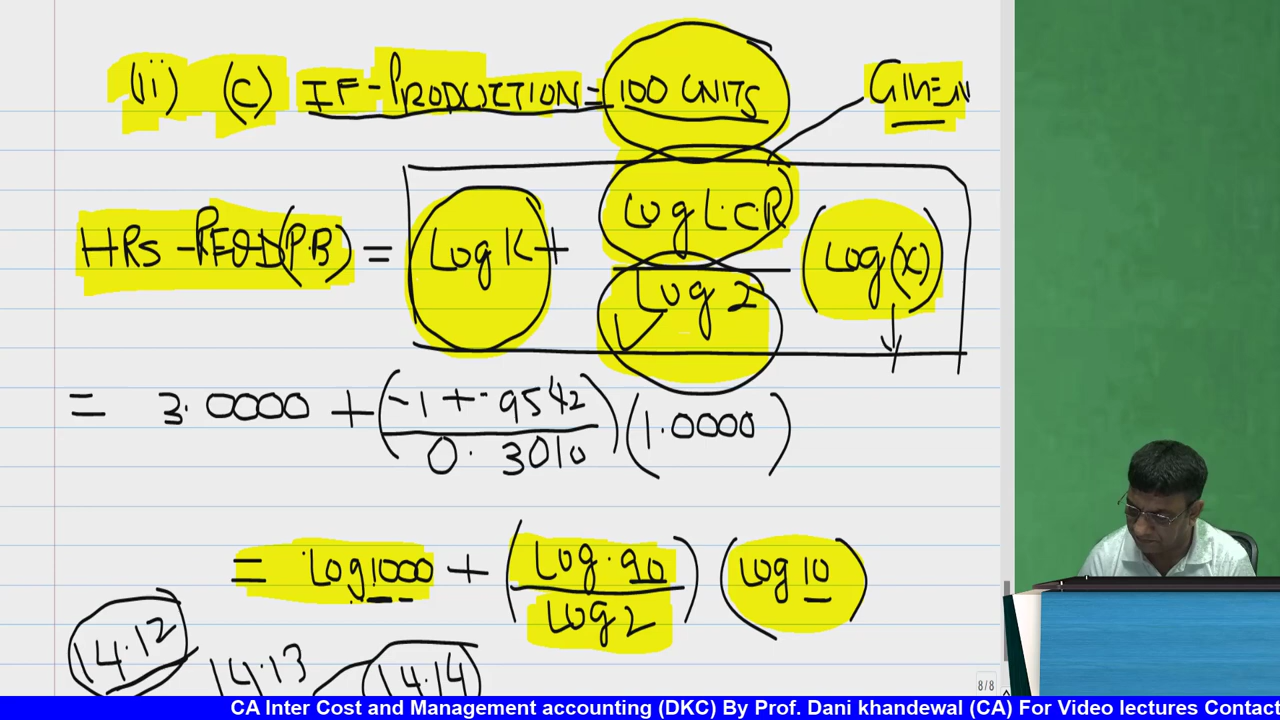 (ii) (C) IF - PRODUCTION = 100 UNITS GIVEN
HRs - REQD (P.B) = Log K + Log L.C.R / Log 2 (Log (x))
= 3.0000 + (-1 + .9542 / 0.3010) (1.0000)
= Log 1000 + (Log .90 / Log 2) (Log 10)
14.12 14.13 14.14
8/8
CA Inter Cost and Management accounting (DKC) By Prof. Dani khandewal (CA) For Video lectures Contact